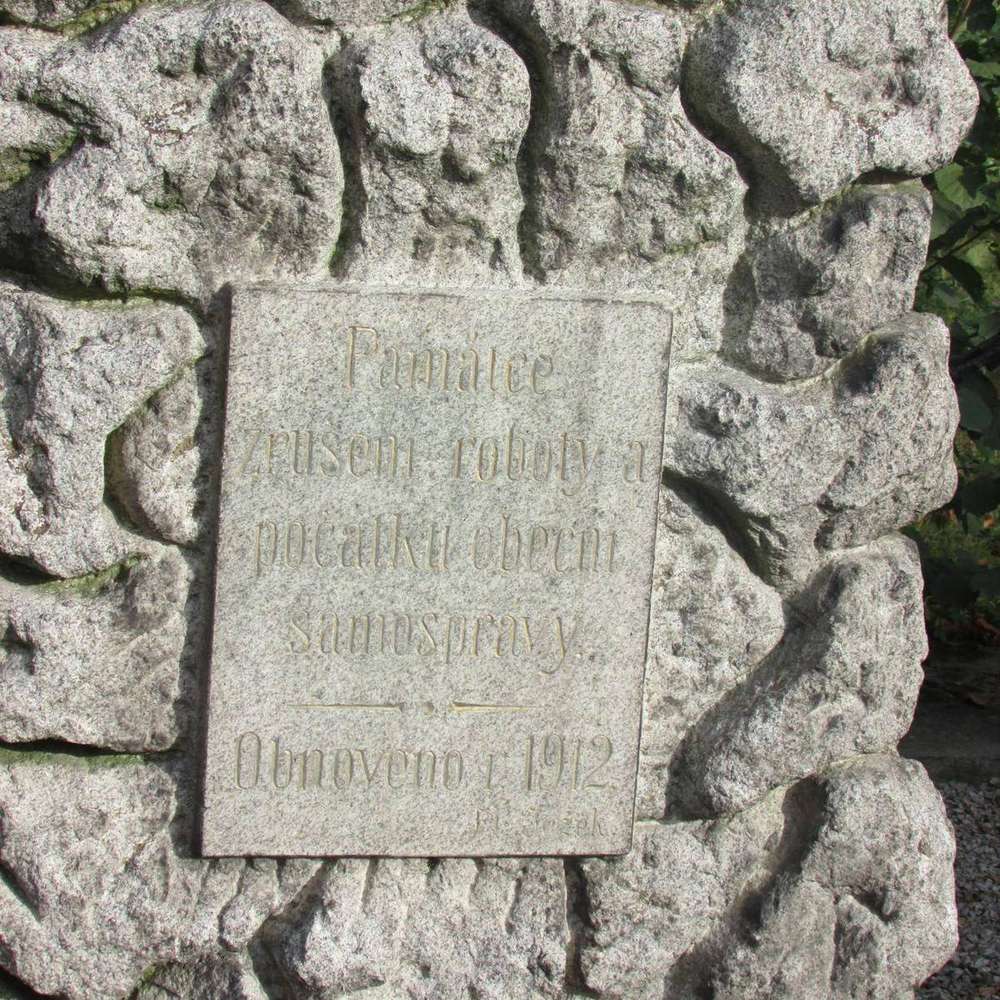 Památce
zrušení roboty a
počátku obecní
samosprávy.
Obnoveno r. 1912.